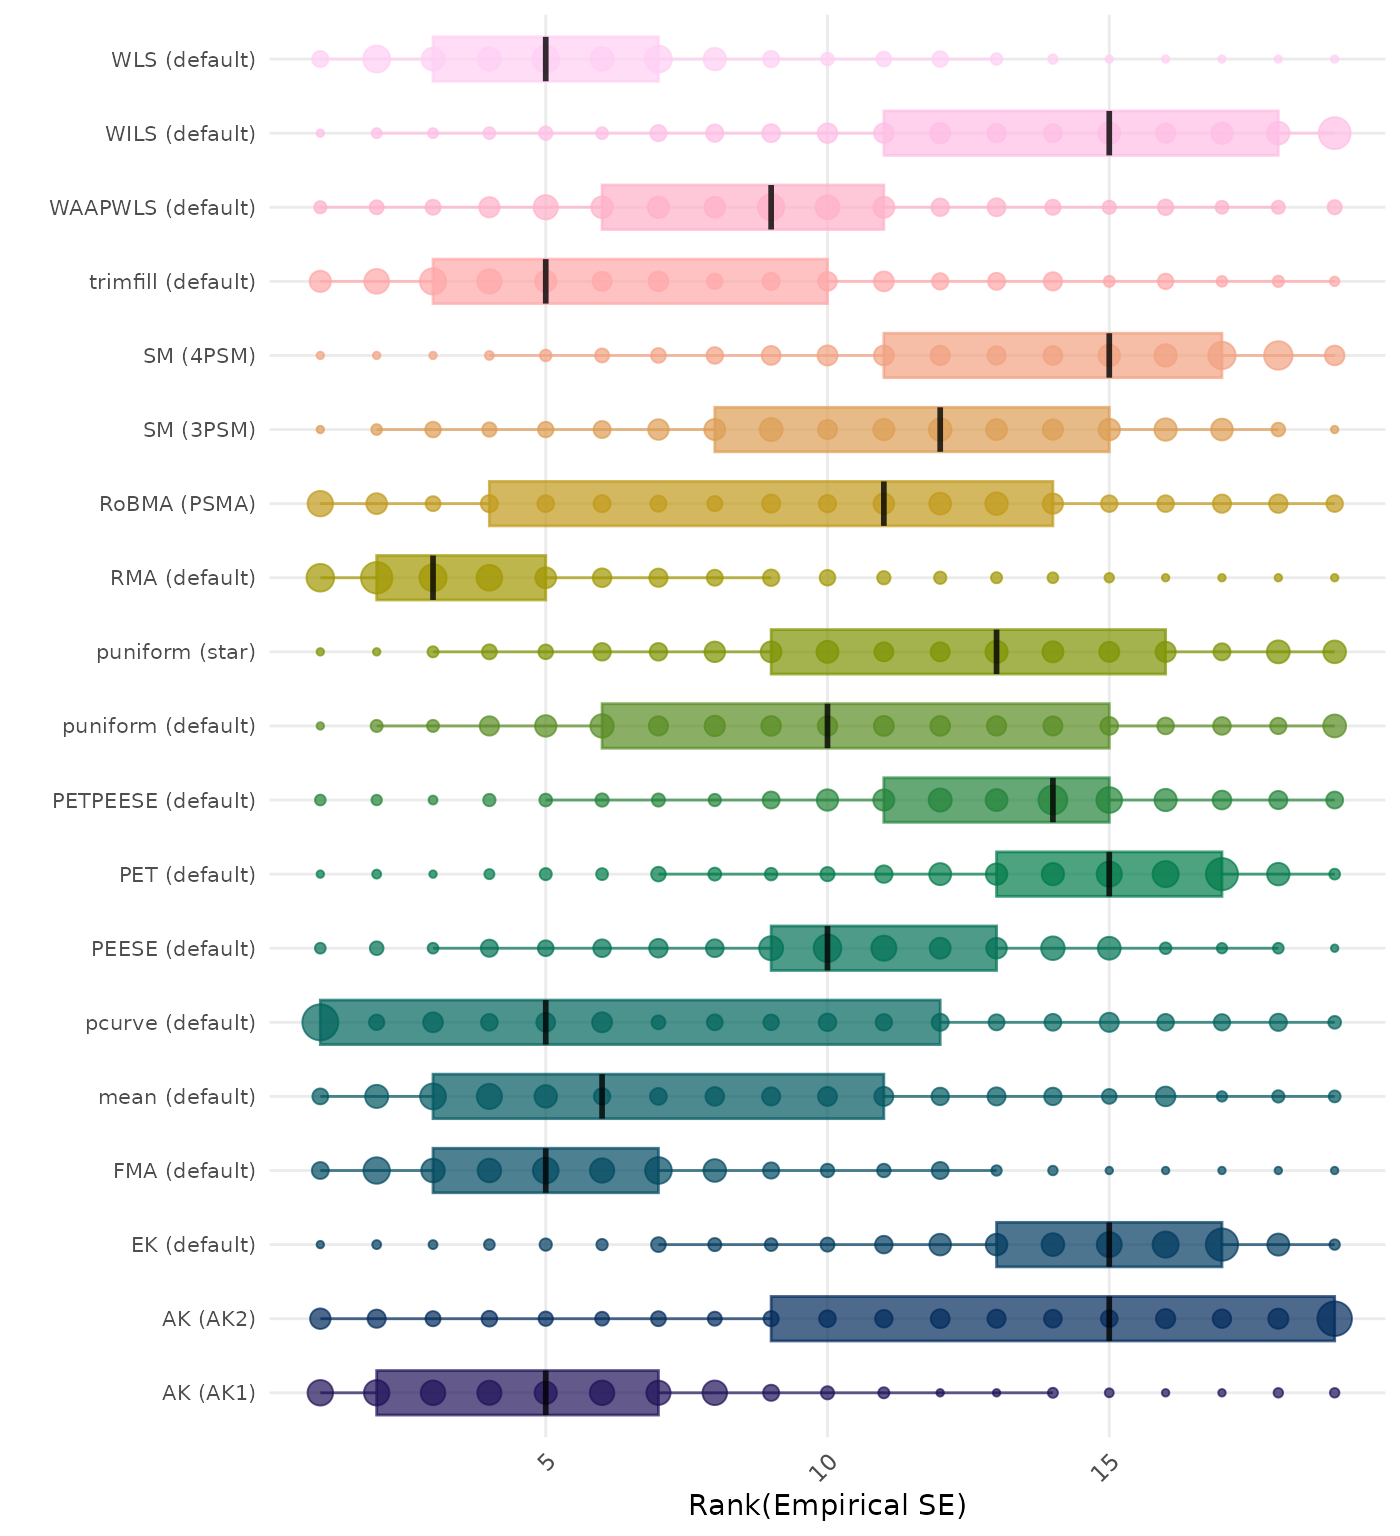 WLS (default)
WILS (default)
WAAPWLS (default)
trimfill (default)
SM (4PSM)
SM (3PSM)
RoBMA (PSMA)
RMA (default)
puniform (star)
puniform (default)
PETPEESE (default)
PET (default)
PEESE (default)
pcurve (default)
mean (default)
FMA (default)
EK (default)
AK (AK2)
AK (AK1)
5
10
15
Rank(Empirical SE)